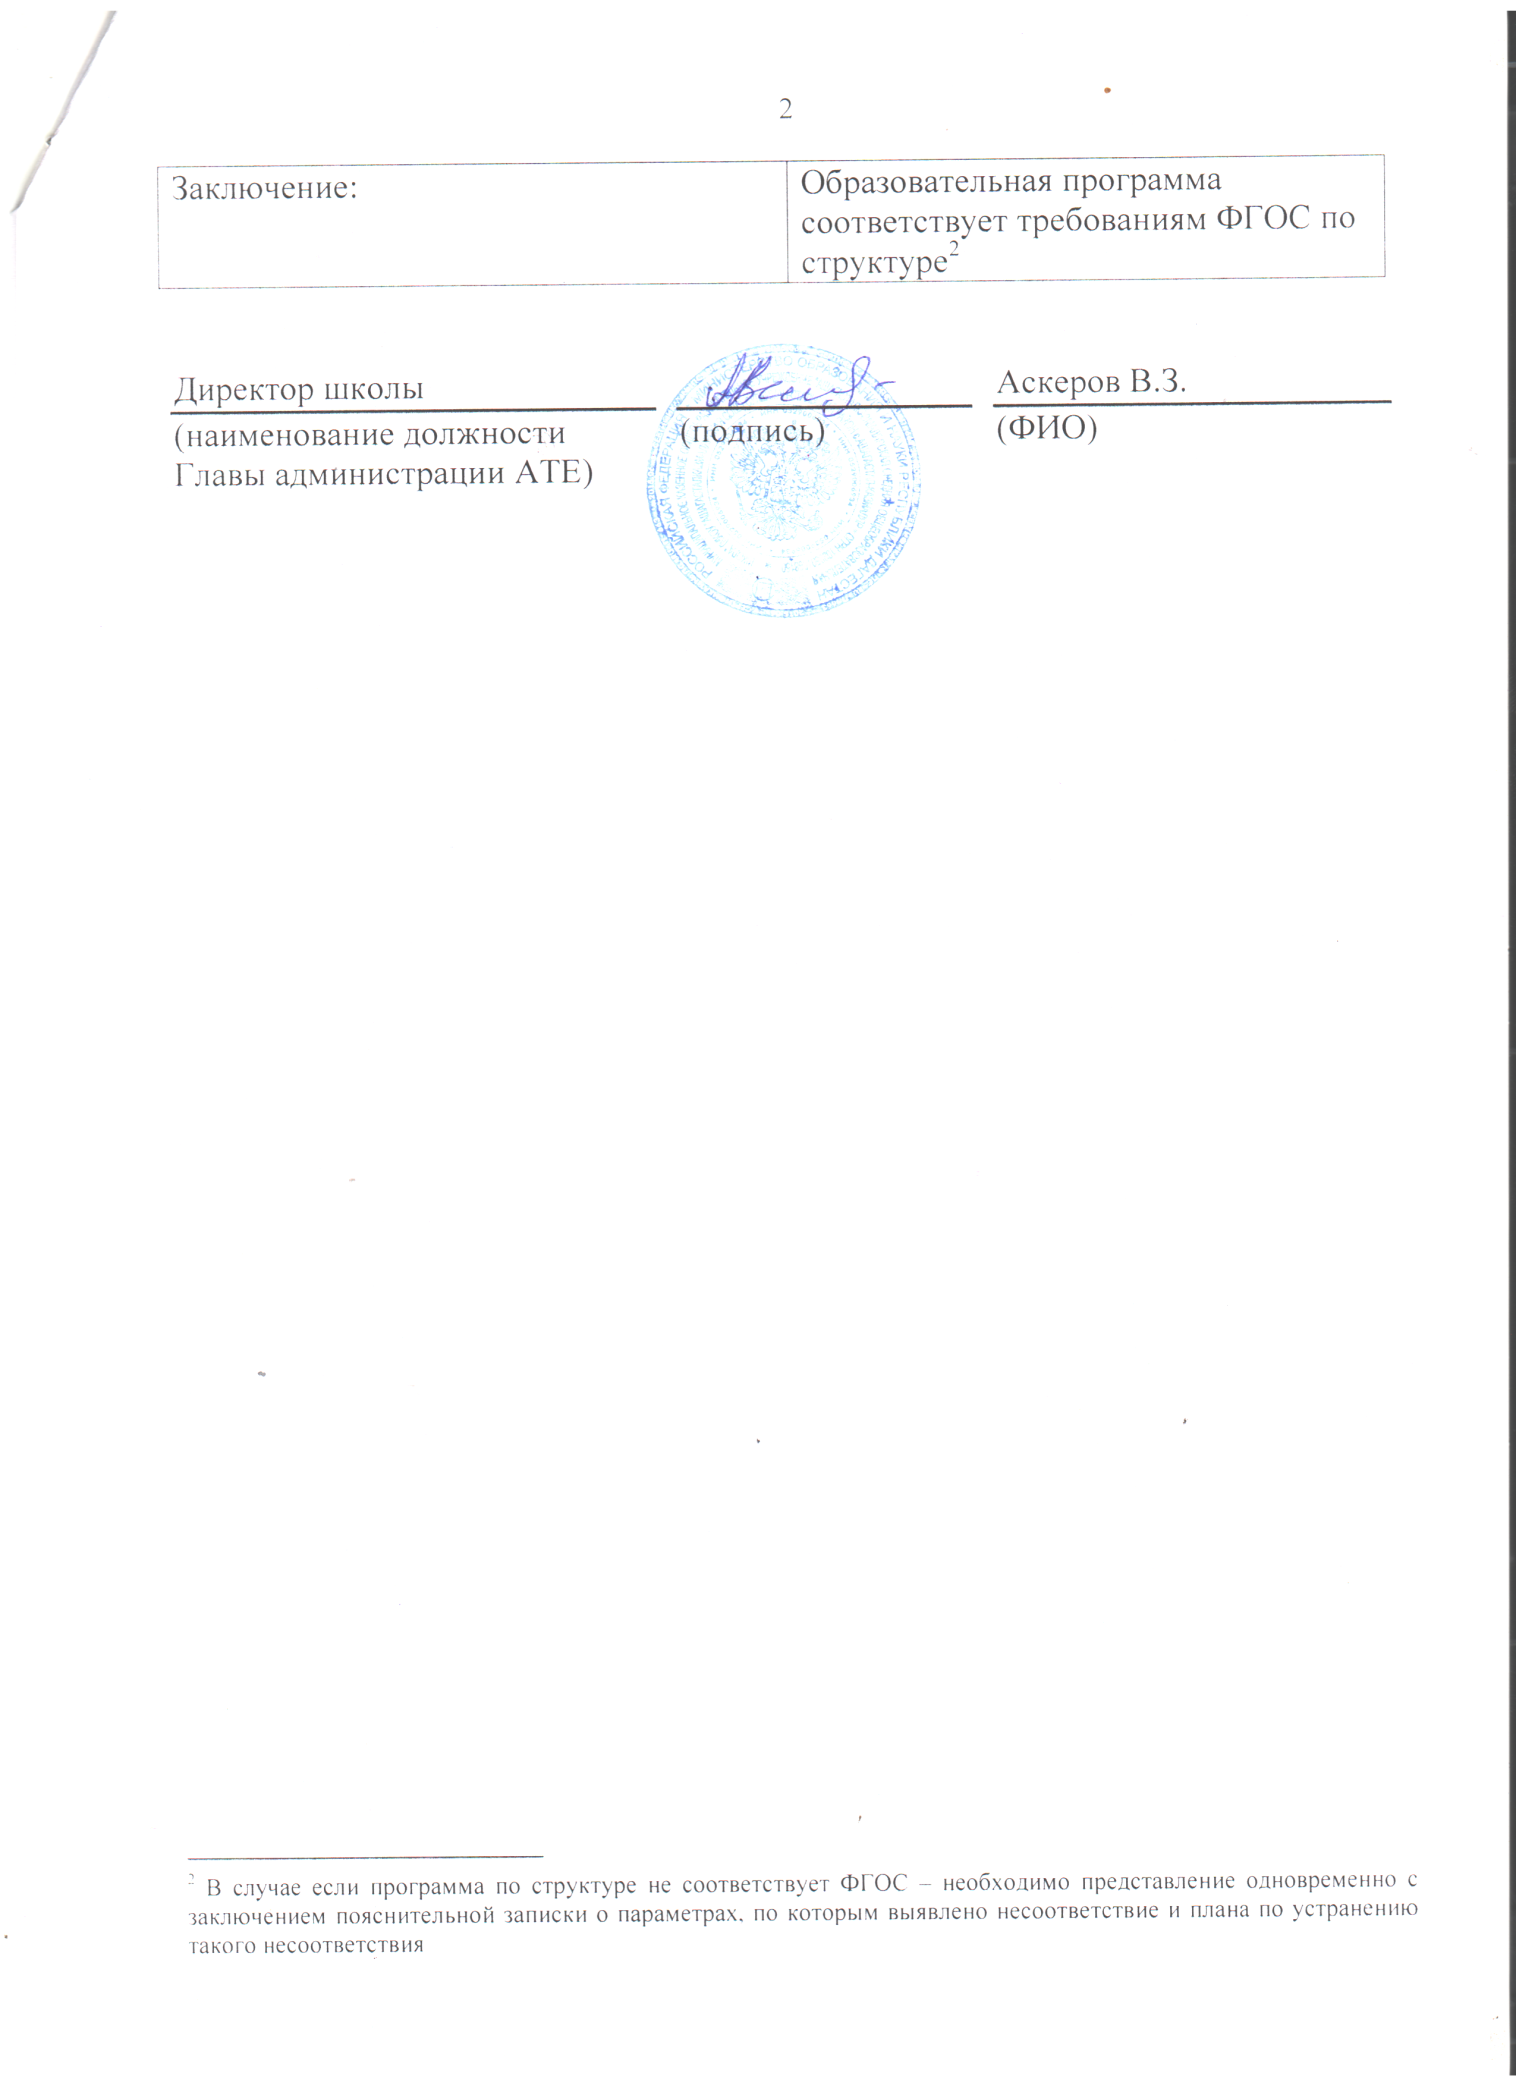 2
Заключение:
Образовательная программа
соответствует требованиям ФГОС по
структуре2
Директор школы
Аскеров В.З.
(наименование должности
Главы администрации АТЕ)
(подпись)
(ФИО)
РОССИЙСКАЯ ФЕДЕРАЦИЯ
2 В случае если программа по структуре не соответствует ФГОС – необходимо представление одновременно с
заключением пояснительной записки о параметрах, по которым выявлено несоответствие и плана по устранению
такого несоответствия